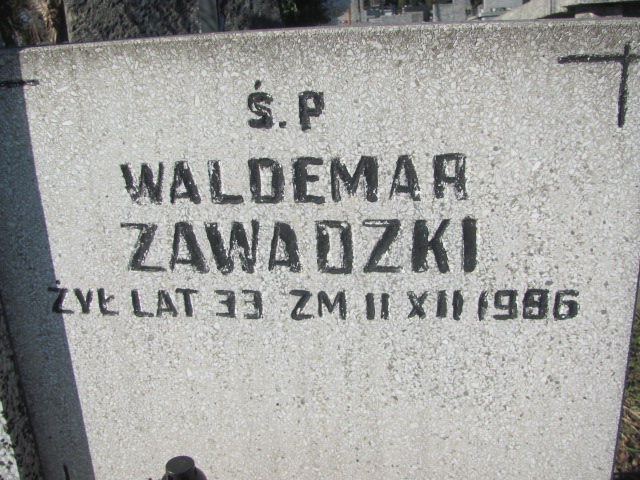 Ś.P
WALDEMAR
ZAWADZKI
ŻYŁ LAT 33 ZM 11 XII 1986